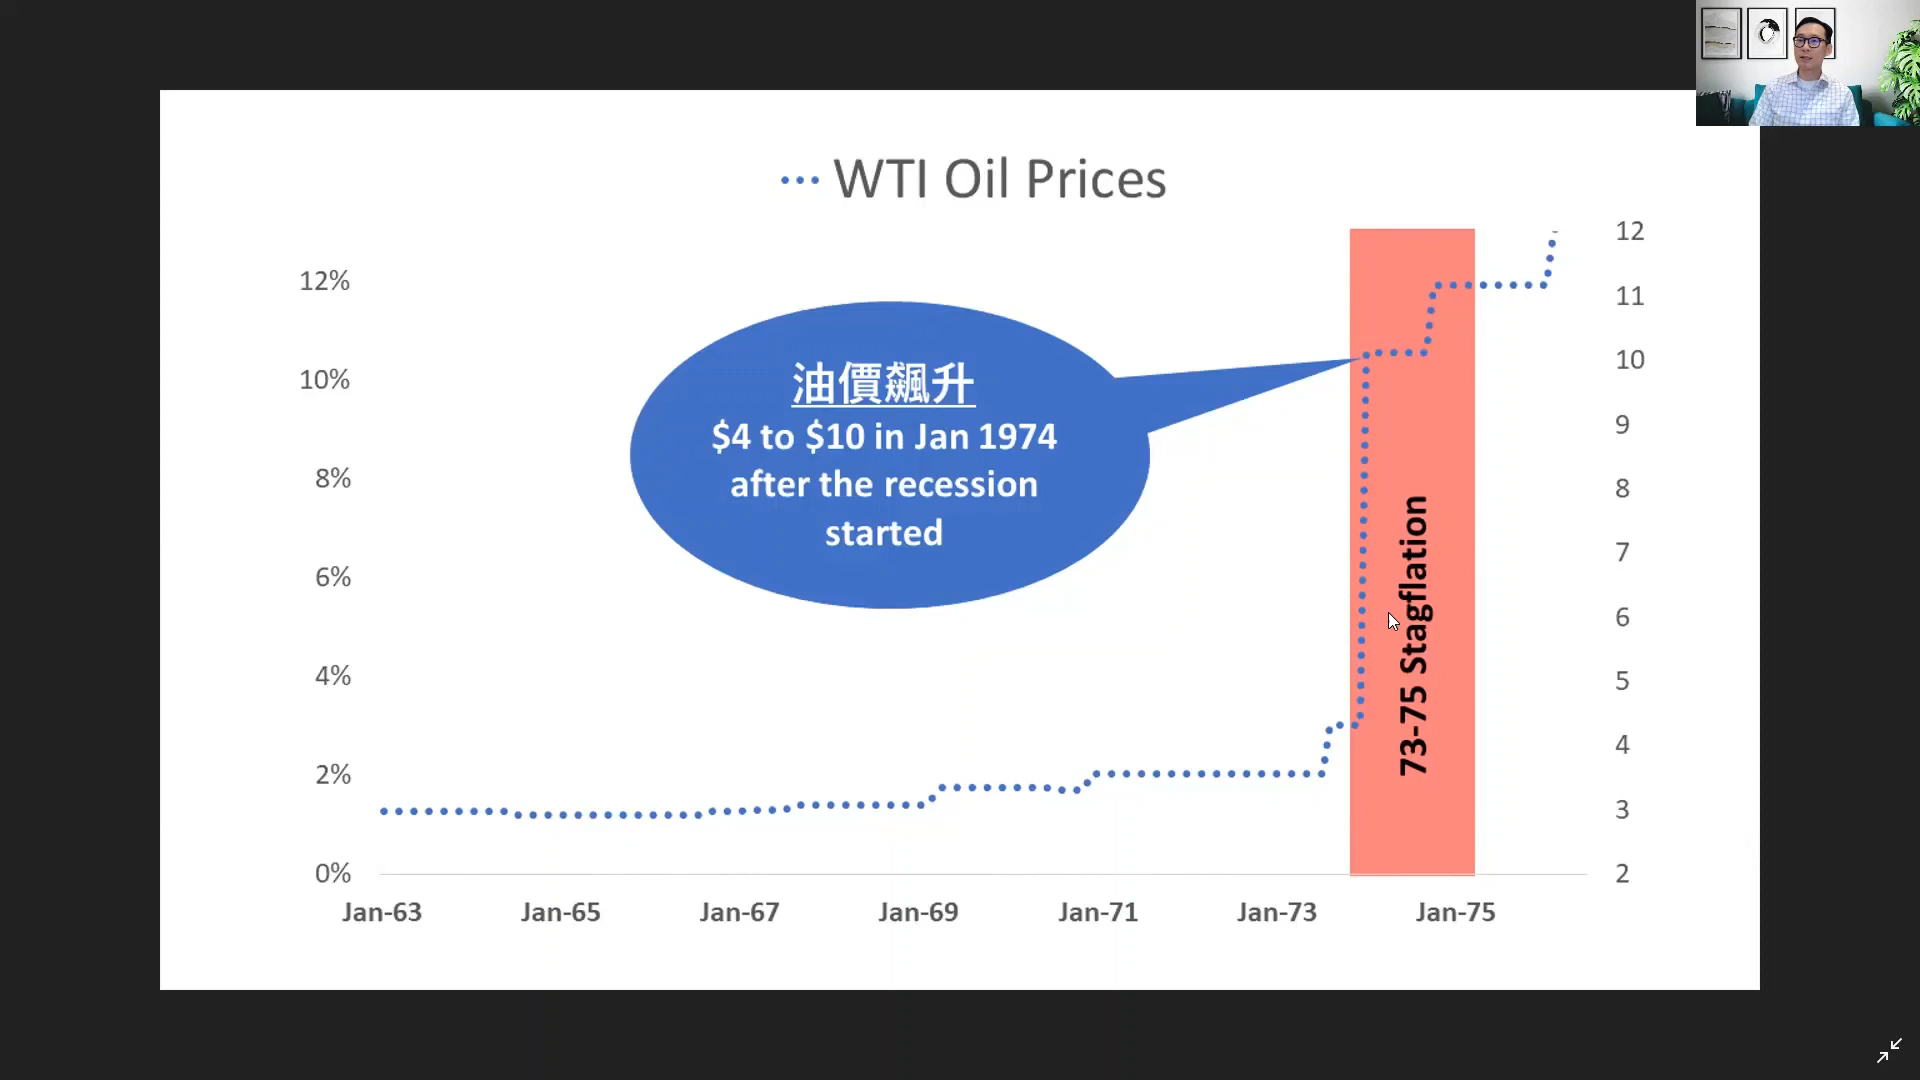 WTI Oil Prices
12%
10%
8%
6%
4%
2%
0%
油價飆升
$4 to $10 in Jan 1974
after the recession
started
73-75 Stagflation
12
11
10
9
8
7
6
5
4
3
2
Jan-63 Jan-65 Jan-67 Jan-69 Jan-71 Jan-73 Jan-75